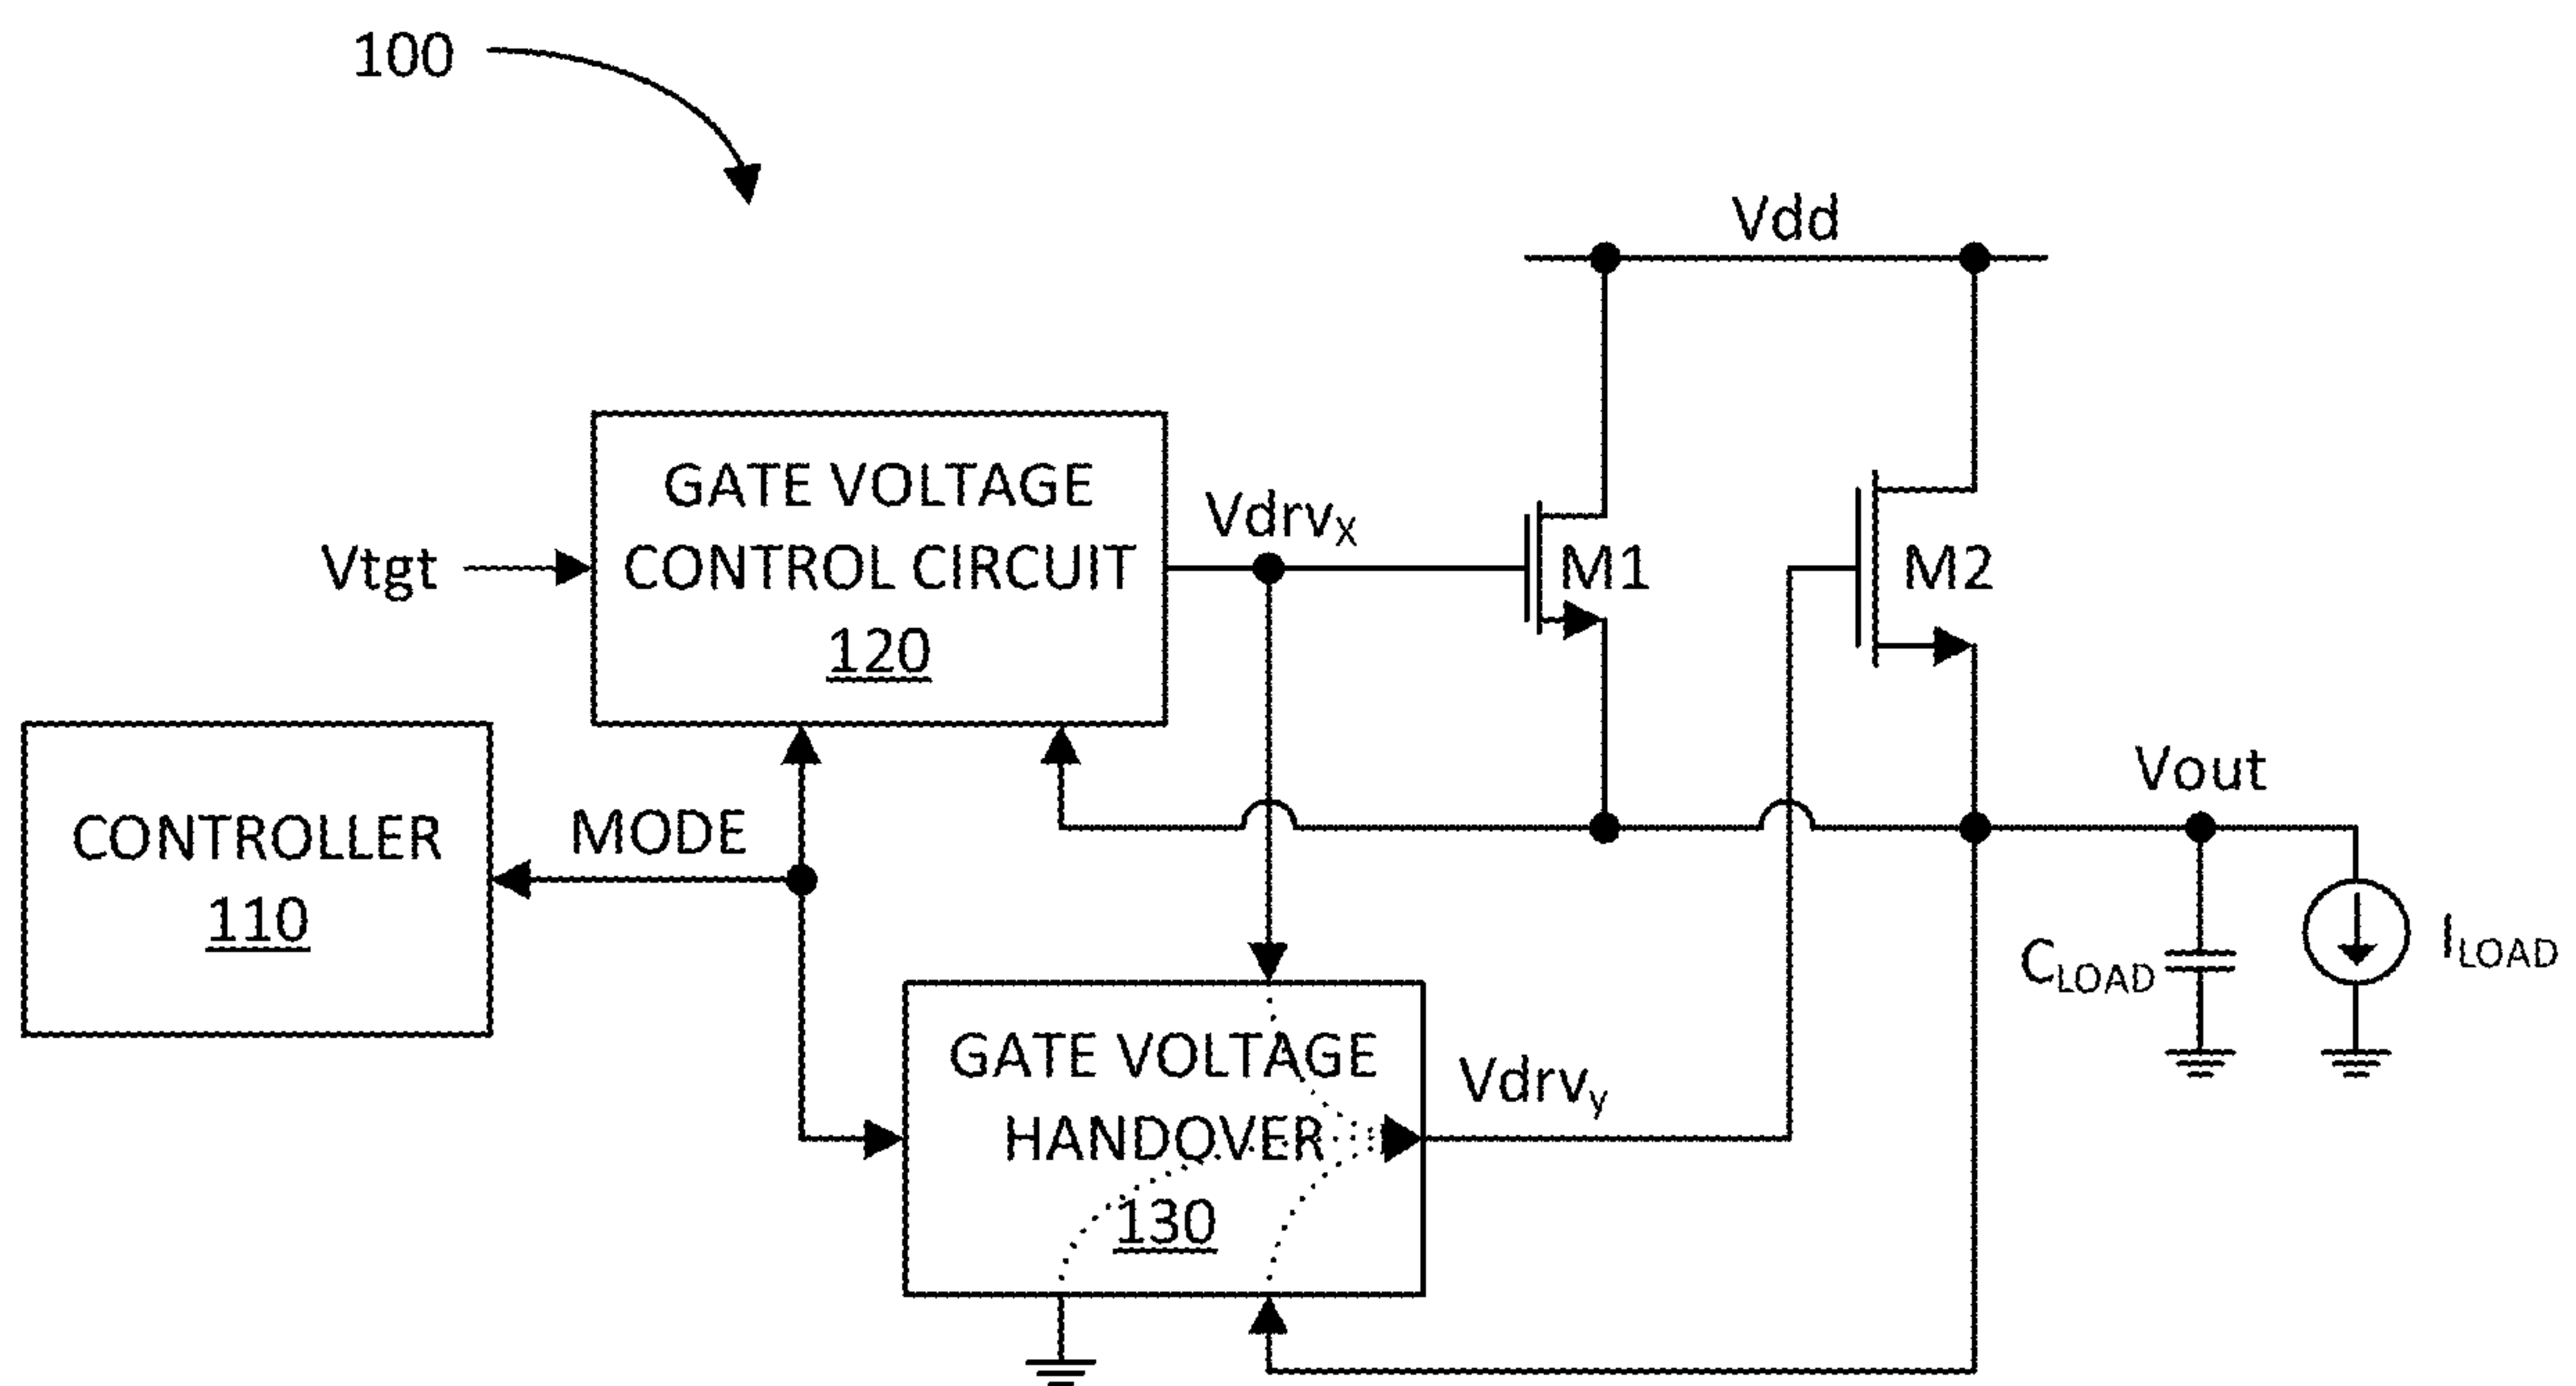 100
Vdd
GATE VOLTAGE
CONTROL CIRCUIT
120
Vtgt
VdrvX
M1
M2
CONTROLLER
110
MODE
Vout
CLOAD
ILOAD
GATE VOLTAGE
HANDOVER
130
Vdrvy